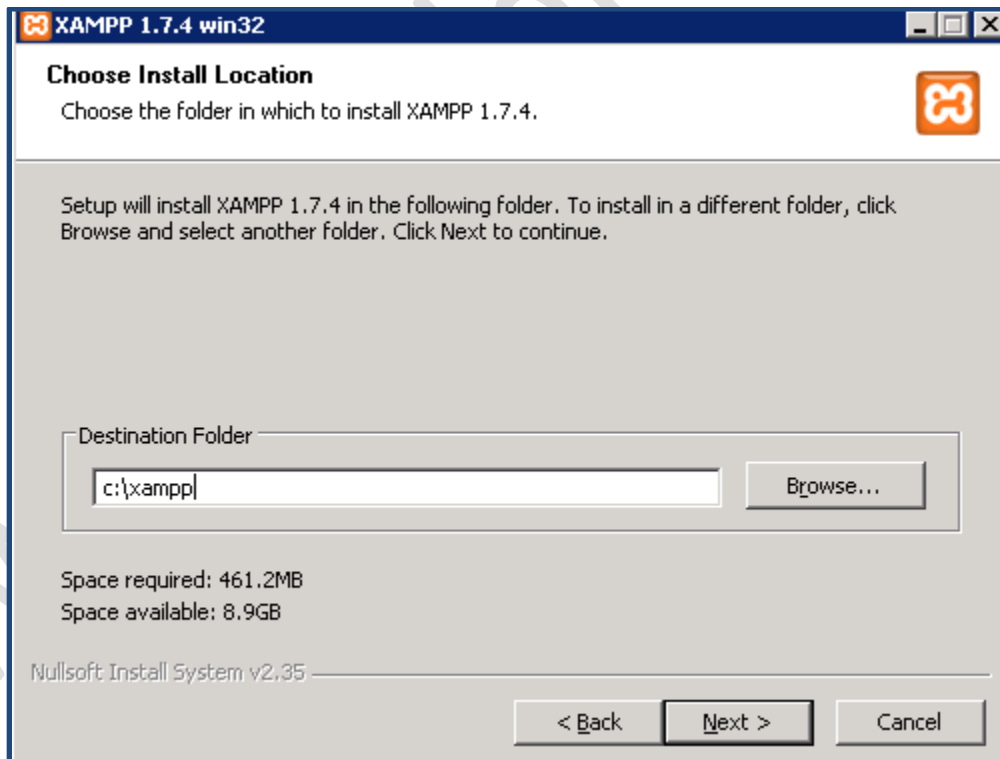 XAMPP 1.7.4 win32
Choose Install Location
Choose the folder in which to install XAMPP 1.7.4.
Setup will install XAMPP 1.7.4 in the following folder. To install in a different folder, click
Browse and select another folder. Click Next to continue.
Destination Folder
c:\xampp
Browse...
Space required: 461.2MB
Space available: 8.9GB
Nullsoft Install System v2.35
< Back
Next >
Cancel